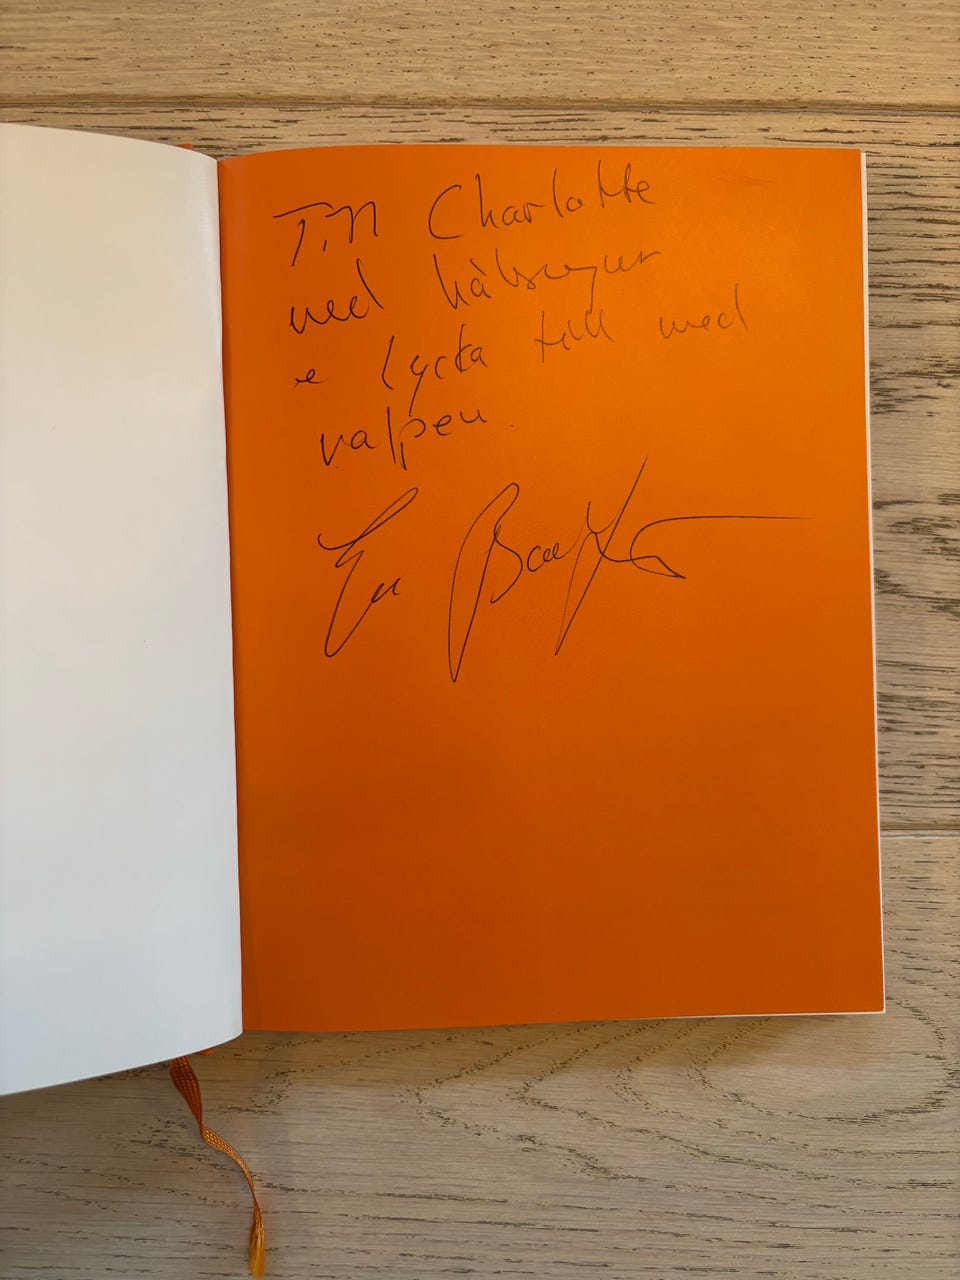 Till Charlotte
med hälsningar
& lycka till med
valpen.